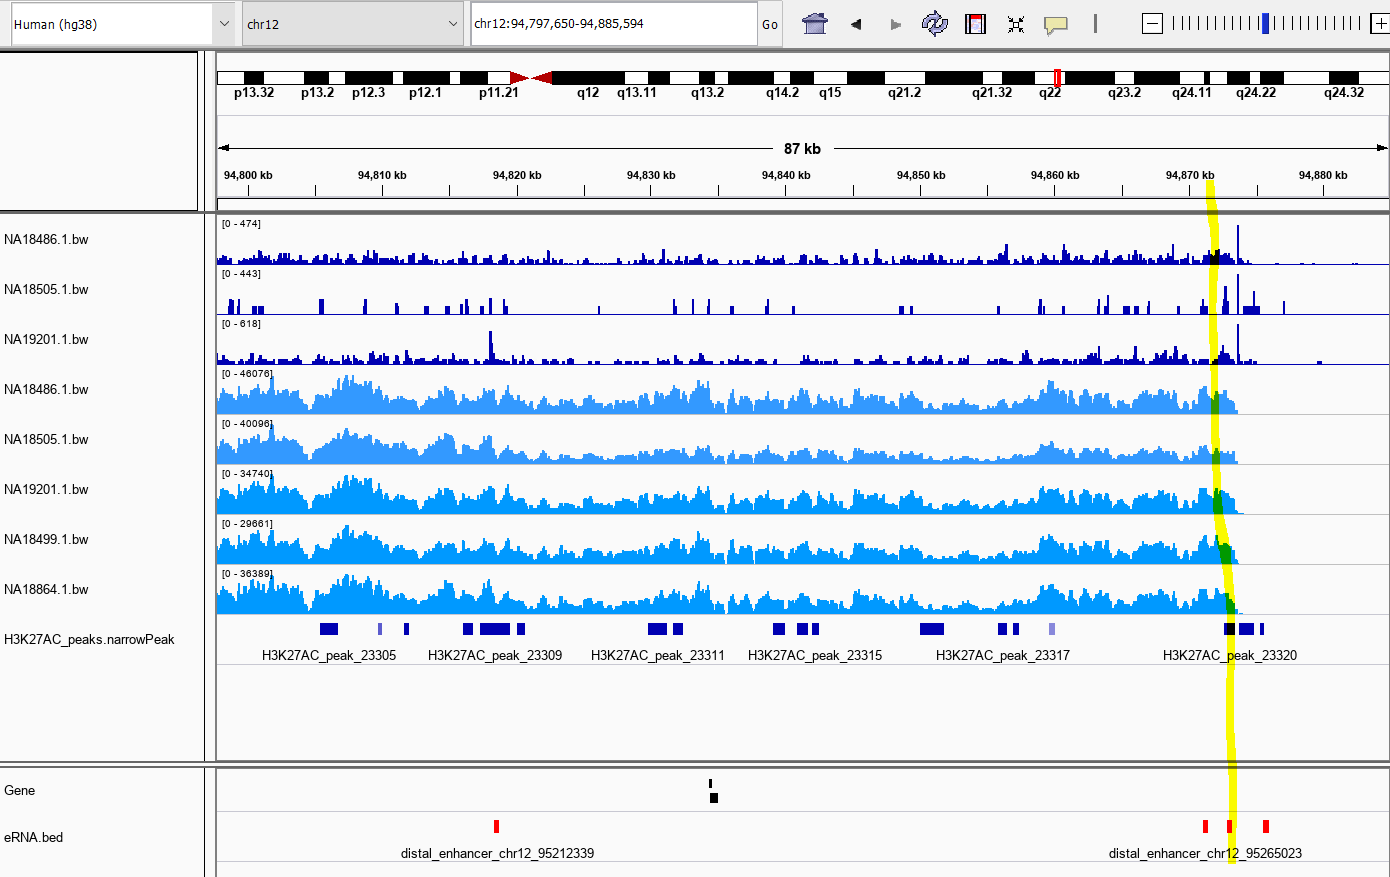 Human (hg38) chr12 chr12:94,797,650-94,885,594 Go
p13.32 p13.2 p12.3 p12.1 p11.21 q12 q13.11 q13.2 q14.2 q15 q21.2 q21.32 q22 q23.2 q24.11 q24.22 q24.32
87 kb
94,800 kb 94,810 kb 94,820 kb 94,830 kb 94,840 kb 94,850 kb 94,860 kb 94,870 kb 94,880 kb
[0 - 474]
NA18486.1.bw
[0 - 443]
NA18505.1.bw
[0 - 618]
NA19201.1.bw
[0 - 46076]
NA18486.1.bw
[0 - 40096]
NA18505.1.bw
[0 - 34740]
NA19201.1.bw
[0 - 29661]
NA18499.1.bw
[0 - 36389]
NA18864.1.bw
H3K27AC_peaks.narrowPeak
H3K27AC_peak_23305 H3K27AC_peak_23309 H3K27AC_peak_23311 H3K27AC_peak_23315 H3K27AC_peak_23317 H3K27AC_peak_23320
Gene
eRNA.bed
distal_enhancer_chr12_95212339 distal_enhancer_chr12_95265023